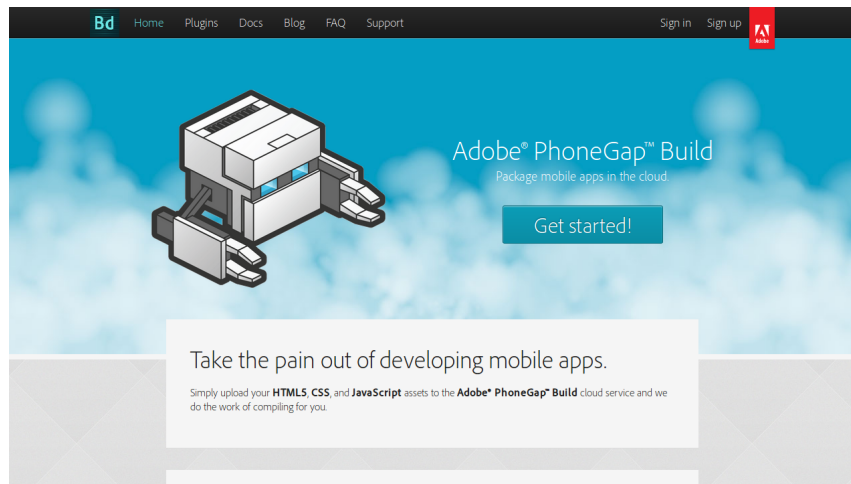 Bd Home Plugins Docs Blog FAQ Support Sign in Sign up
Adobe
Adobe® PhoneGap™ Build
Package mobile apps in the cloud.
Get started!
Take the pain out of developing mobile apps.
Simply upload your HTML5, CSS, and JavaScript assets to the Adobe® PhoneGap™ Build cloud service and we
do the work of compiling for you.